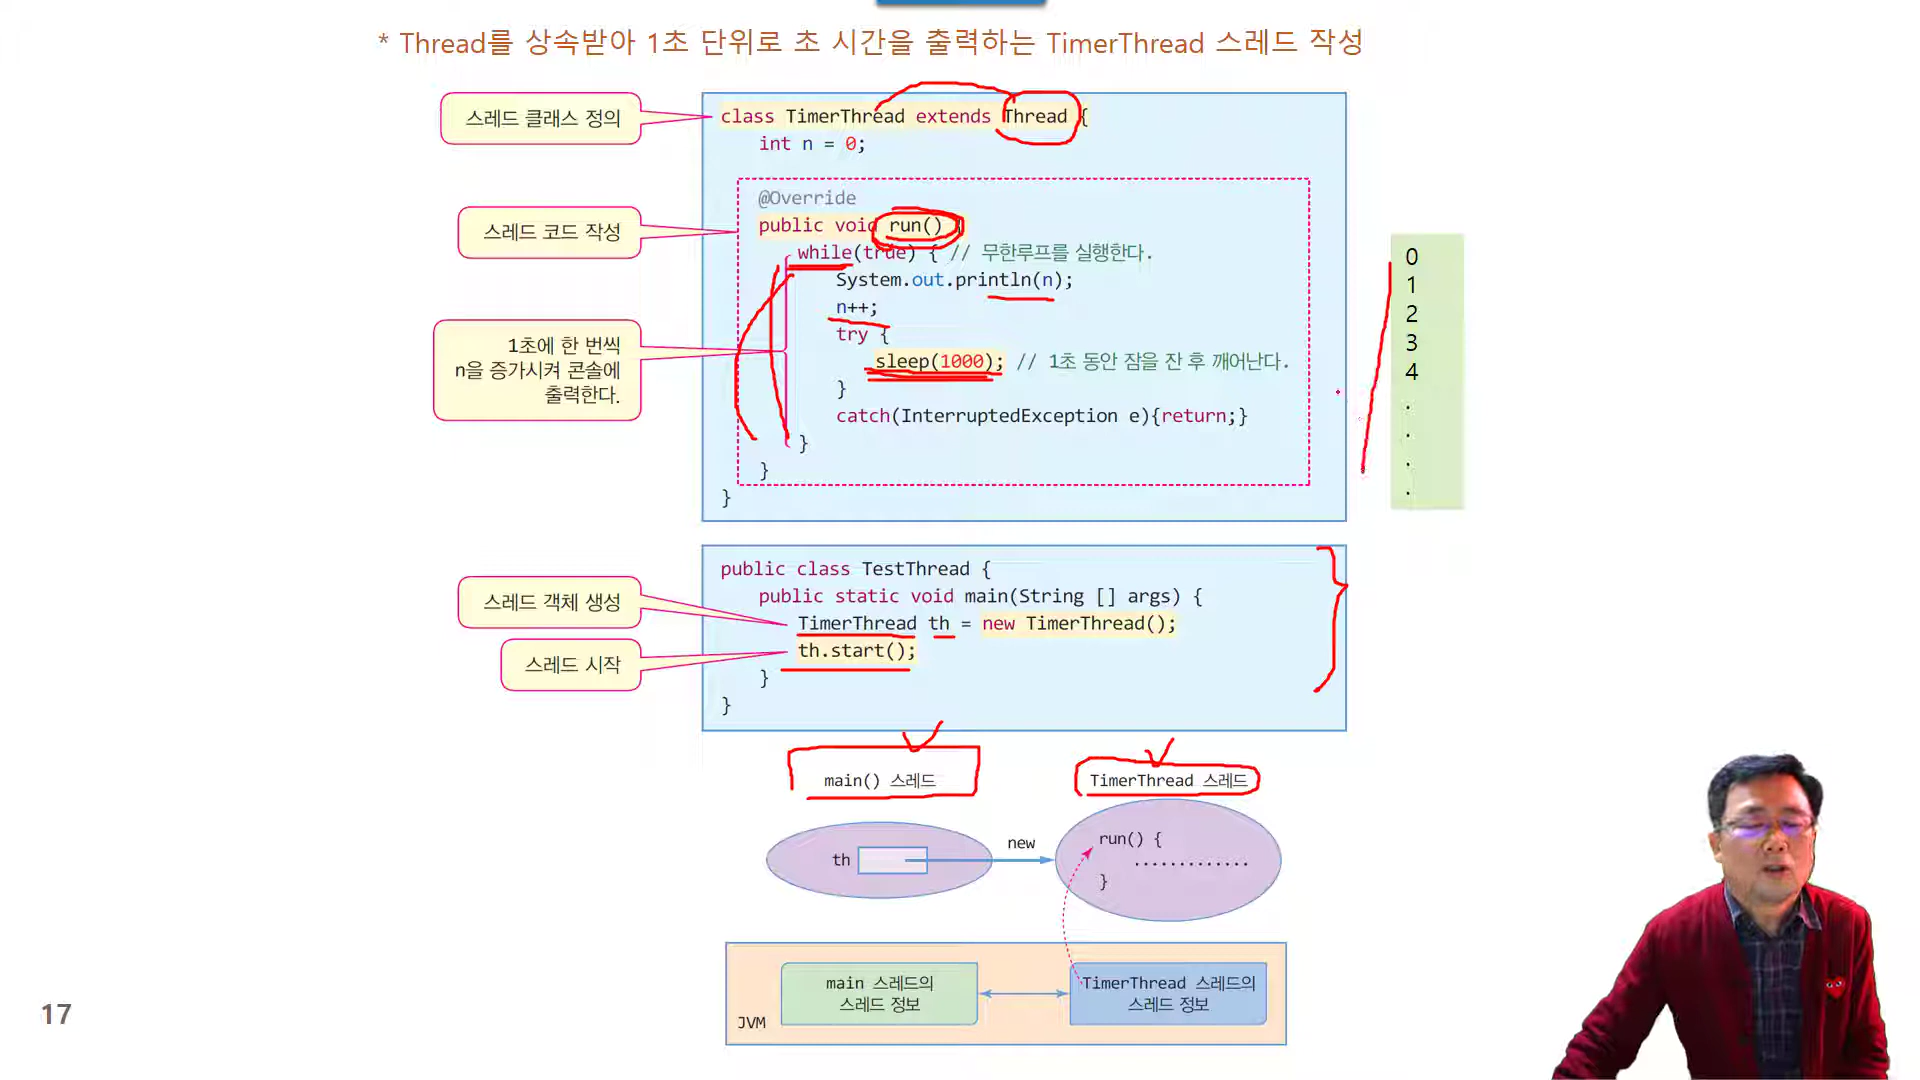 * Thread를 상속받아 1초 단위로 초 시간을 출력하는 TimerThread 스레드 작성
스레드 클래스 정의
class TimerThread extends Thread {
int n = 0;
스레드 코드 작성
@Override
public void run() {
while(true) { // 무한루프를 실행한다.
System.out.println(n);
n++;
try {
sleep(1000); // 1초 동안 잠을 잔 후 깨어난다.
}
catch(InterruptedException e){return;}
}
}
}
1초에 한 번씩
n을 증가시켜 콘솔에
출력한다.
0
1
2
3
4
.
.
.
.
public class TestThread {
public static void main(String [] args) {
스레드 객체 생성
TimerThread th = new TimerThread();
스레드 시작
th.start();
}
}
main() 스레드
TimerThread 스레드
th
new
run() {
.............
}
main 스레드의
스레드 정보
TimerThread 스레드의
스레드 정보
JVM
17